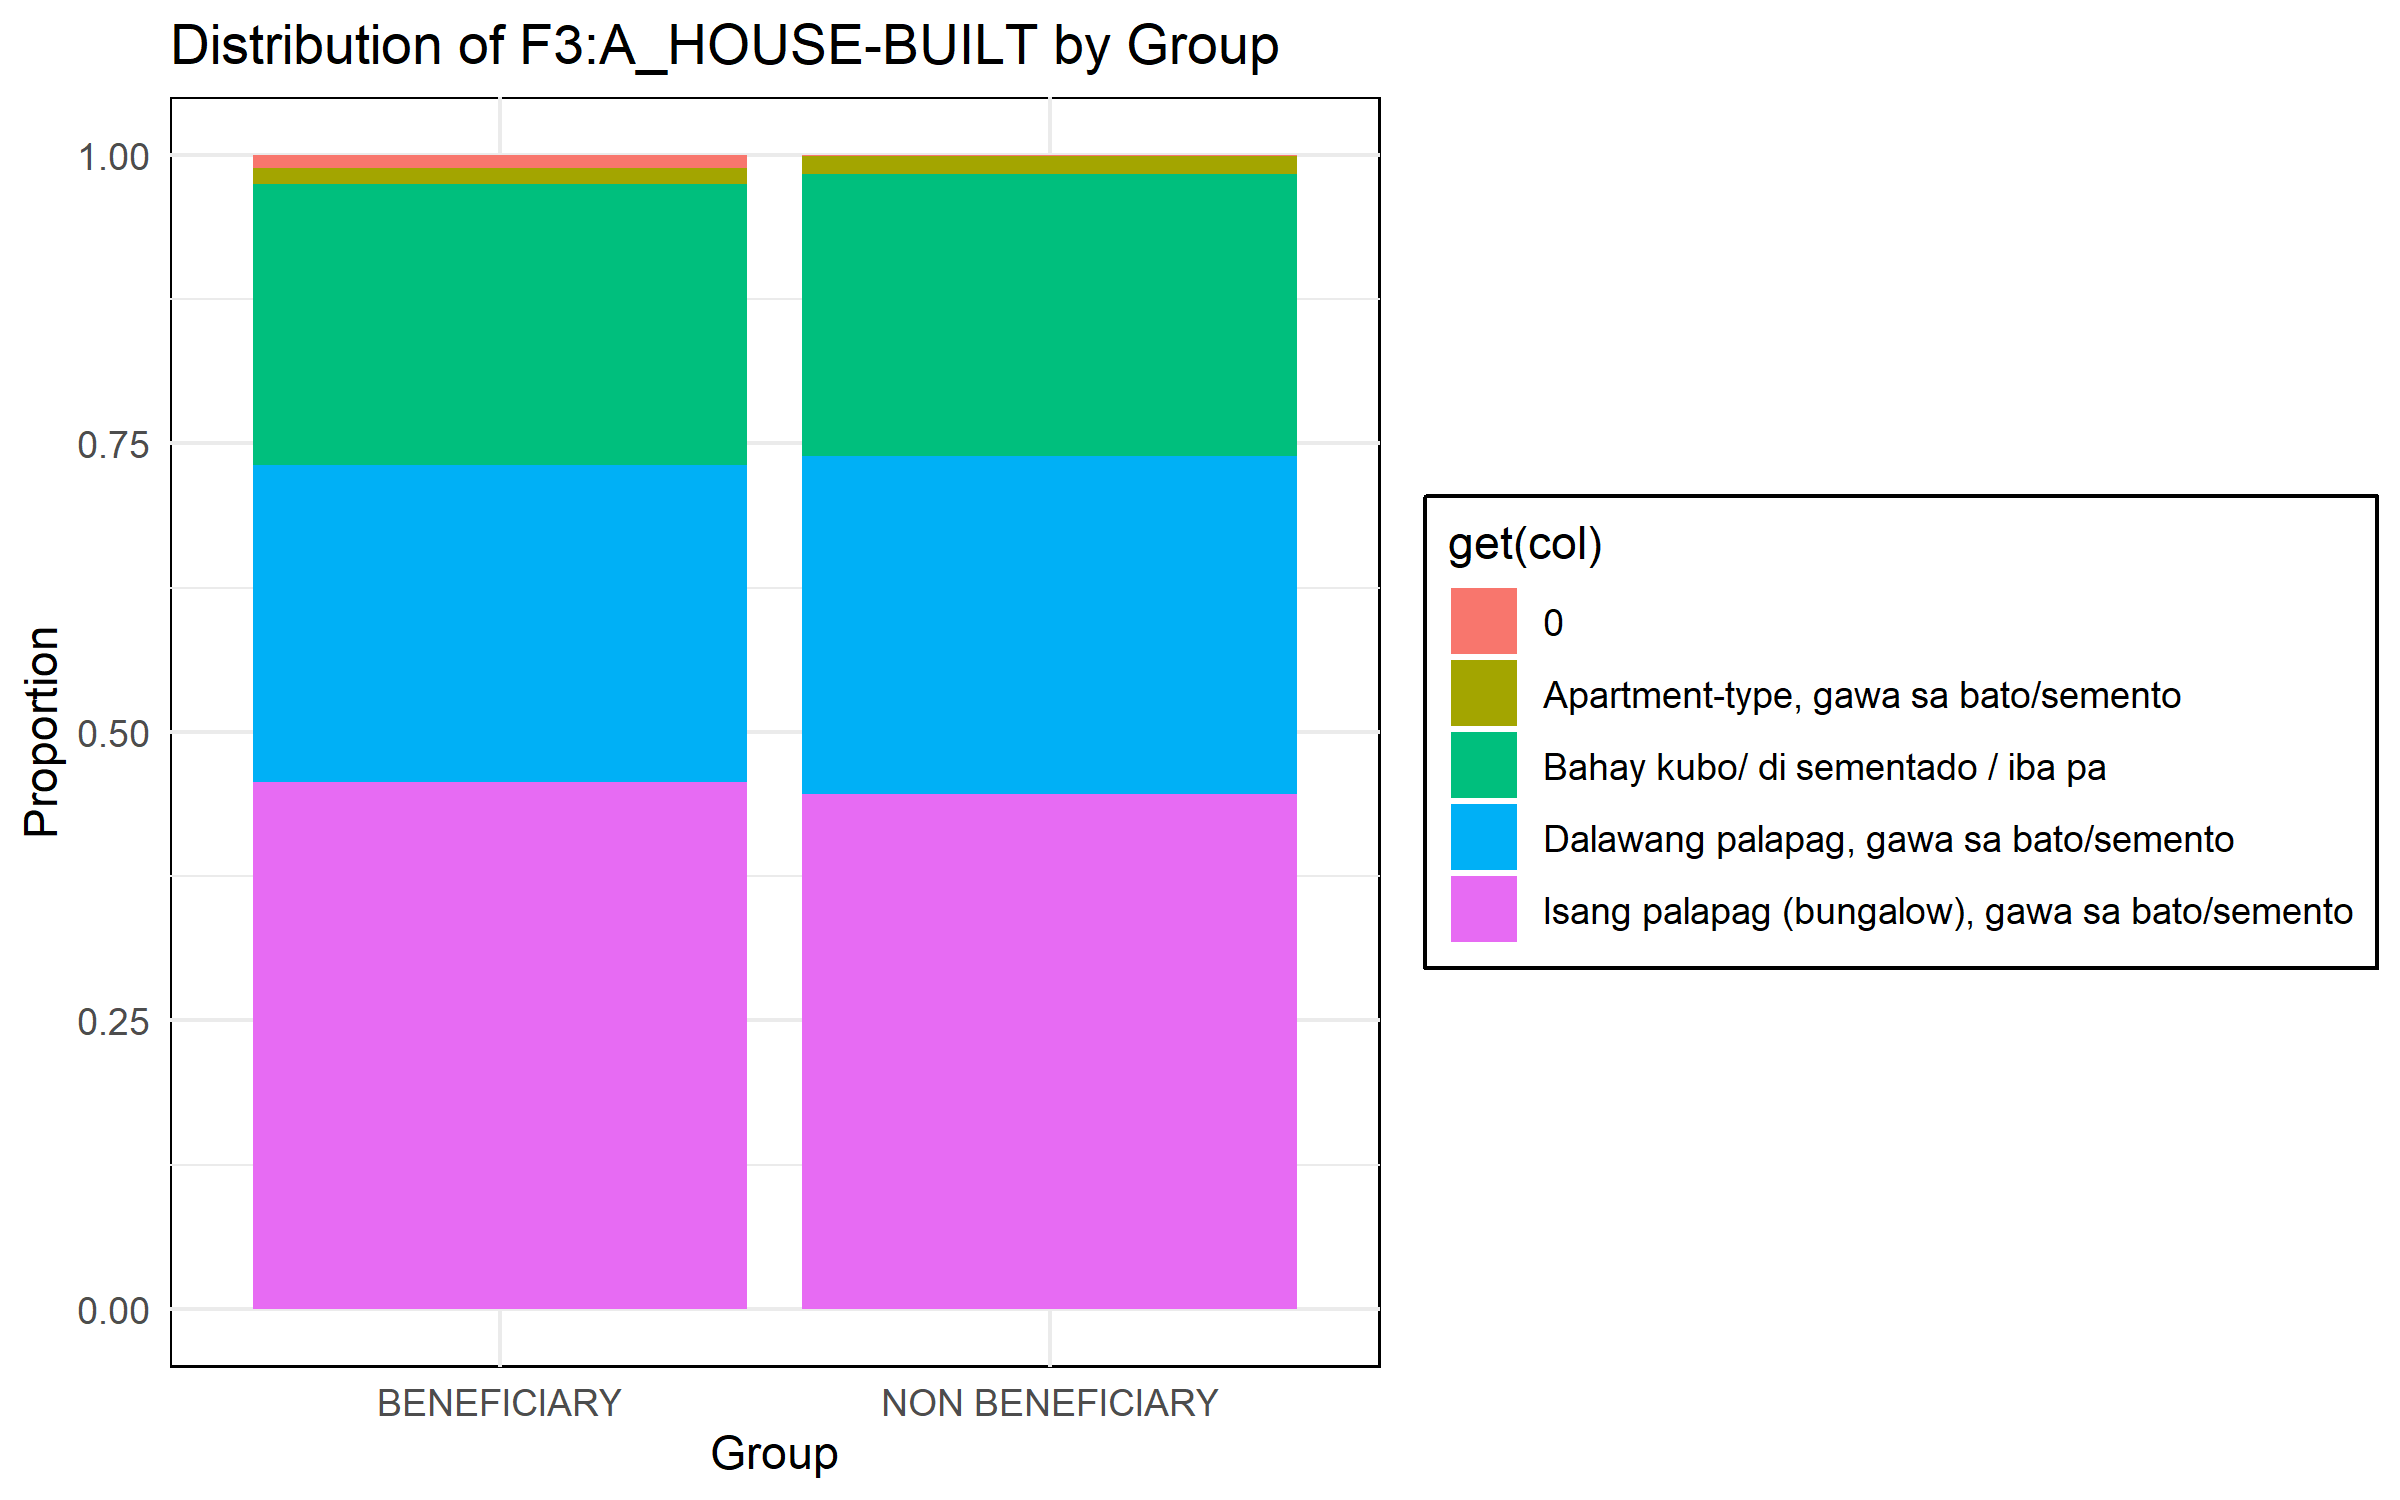 Distribution of F3:A_HOUSE-BUILT by Group
1.00
0.75
0.50
0.25
0.00
Proportion
BENEFICIARY
NON BENEFICIARY
Group
get(col)
0
Apartment-type, gawa sa bato/semento
Bahay kubo/ di sementado / iba pa
Dalawang palapag, gawa sa bato/semento
Isang palapag (bungalow), gawa sa bato/semento